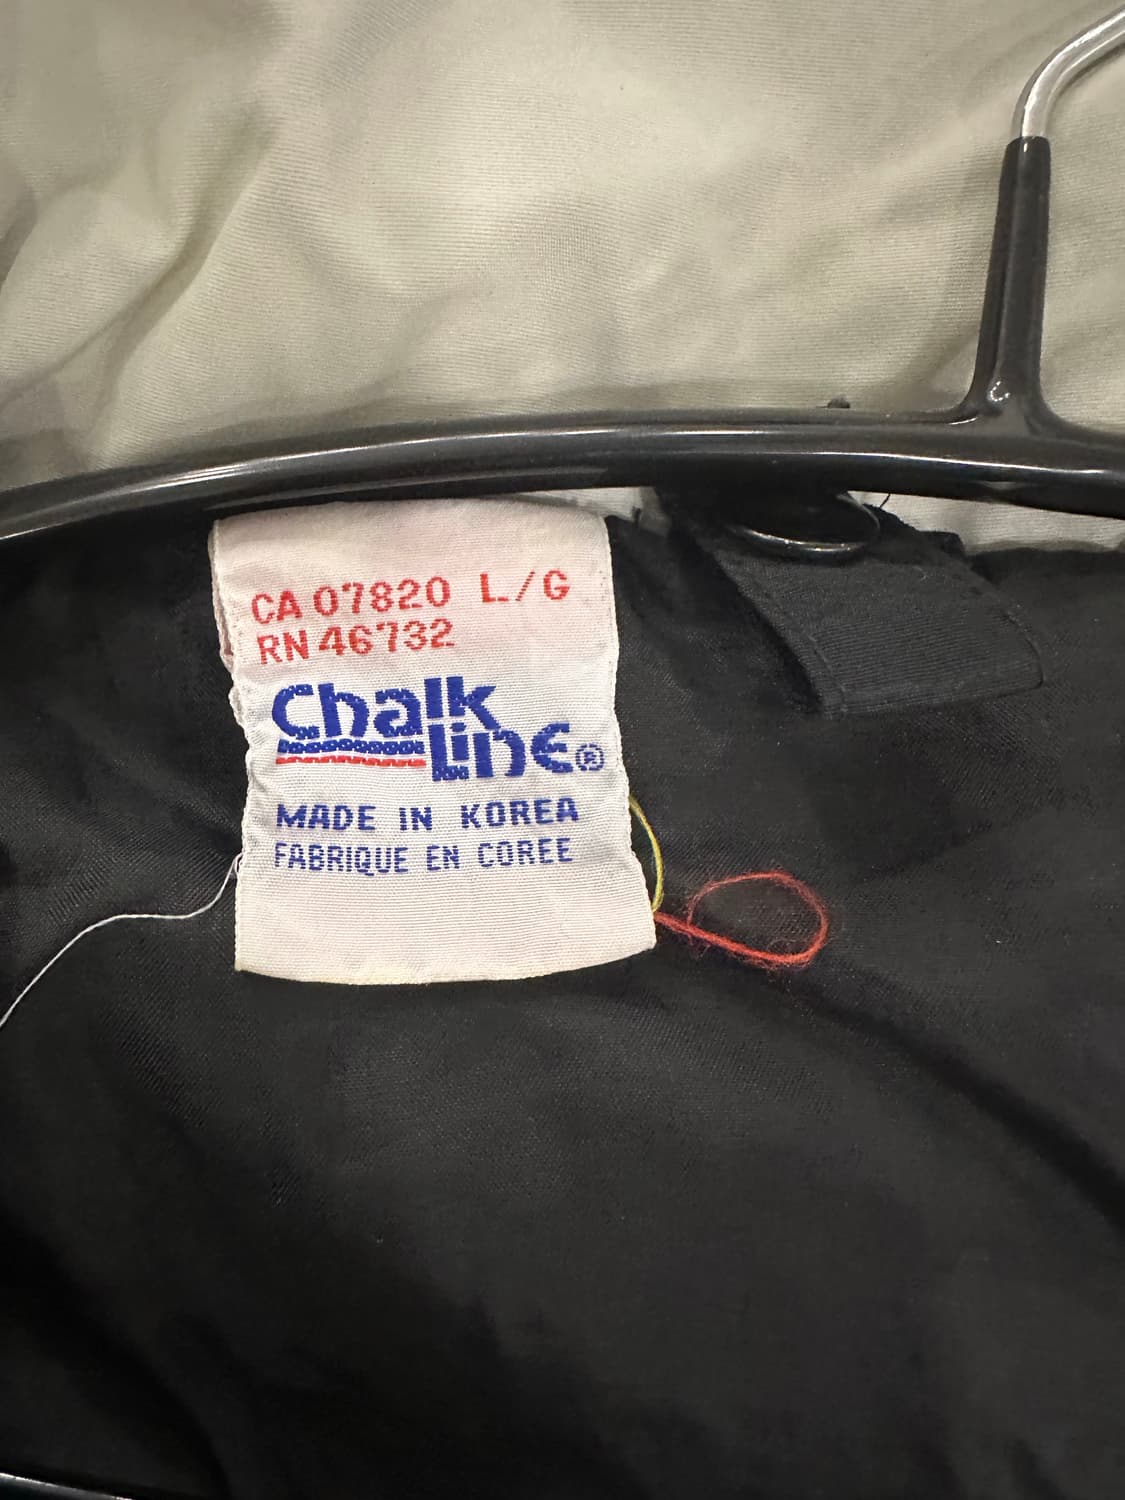 CA 07820 L/G
RN 46732
Chalk
Line®
MADE IN KOREA
FABRIQUE EN COREE